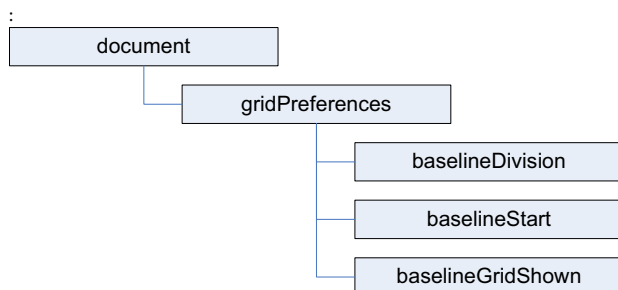 :
document
gridPreferences
baselineDivision
baselineStart
baselineGridShown